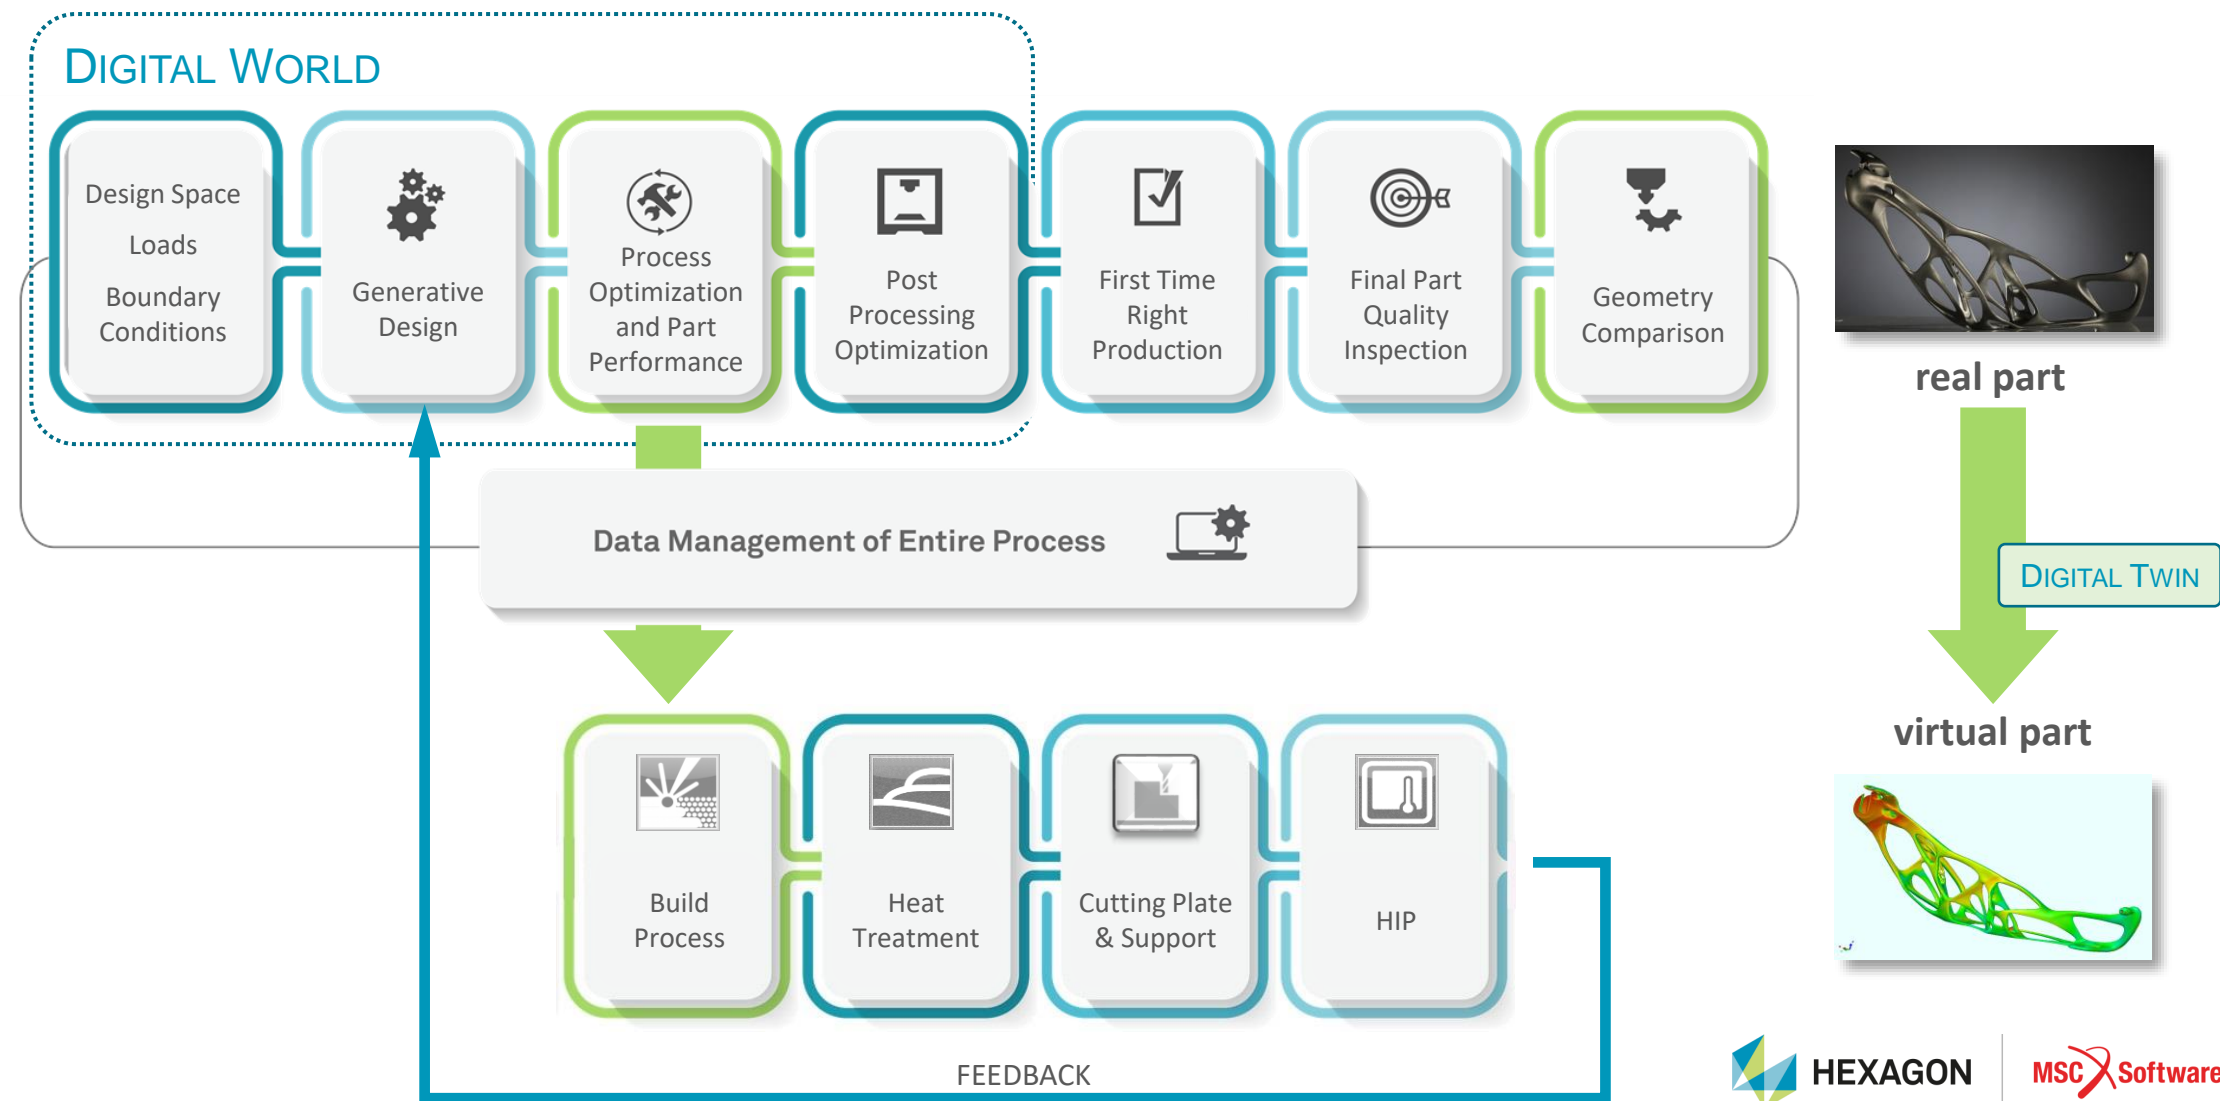 DIGITAL WORLD
Design Space
Loads
Boundary
Conditions
Generative
Design
Process
Optimization
and Part
Performance
Post
Processing
Optimization
First Time
Right
Production
Final Part
Quality
Inspection
Geometry
Comparison
real part
Data Management of Entire Process
DIGITAL TWIN
virtual part
Build
Process
Heat
Treatment
Cutting Plate
& Support
HIP
FEEDBACK
HEXAGON
MSC Software